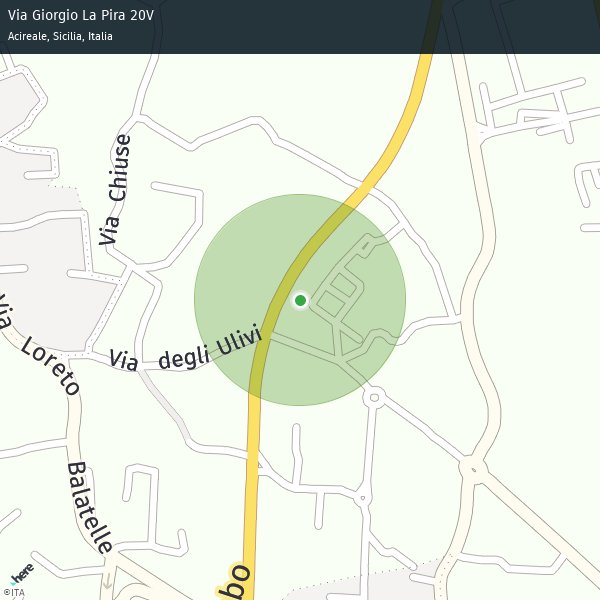 Via Giorgio La Pira 20V
Acireale, Sicilia, Italia
Via Chiuse
Via degli Ulivi
Via Loreto
Balatelle
bo
here
©ITA